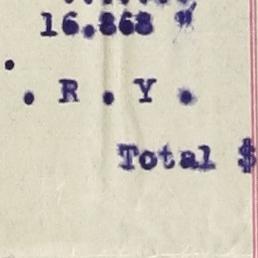 16.868 "
. R . Y .
Total $